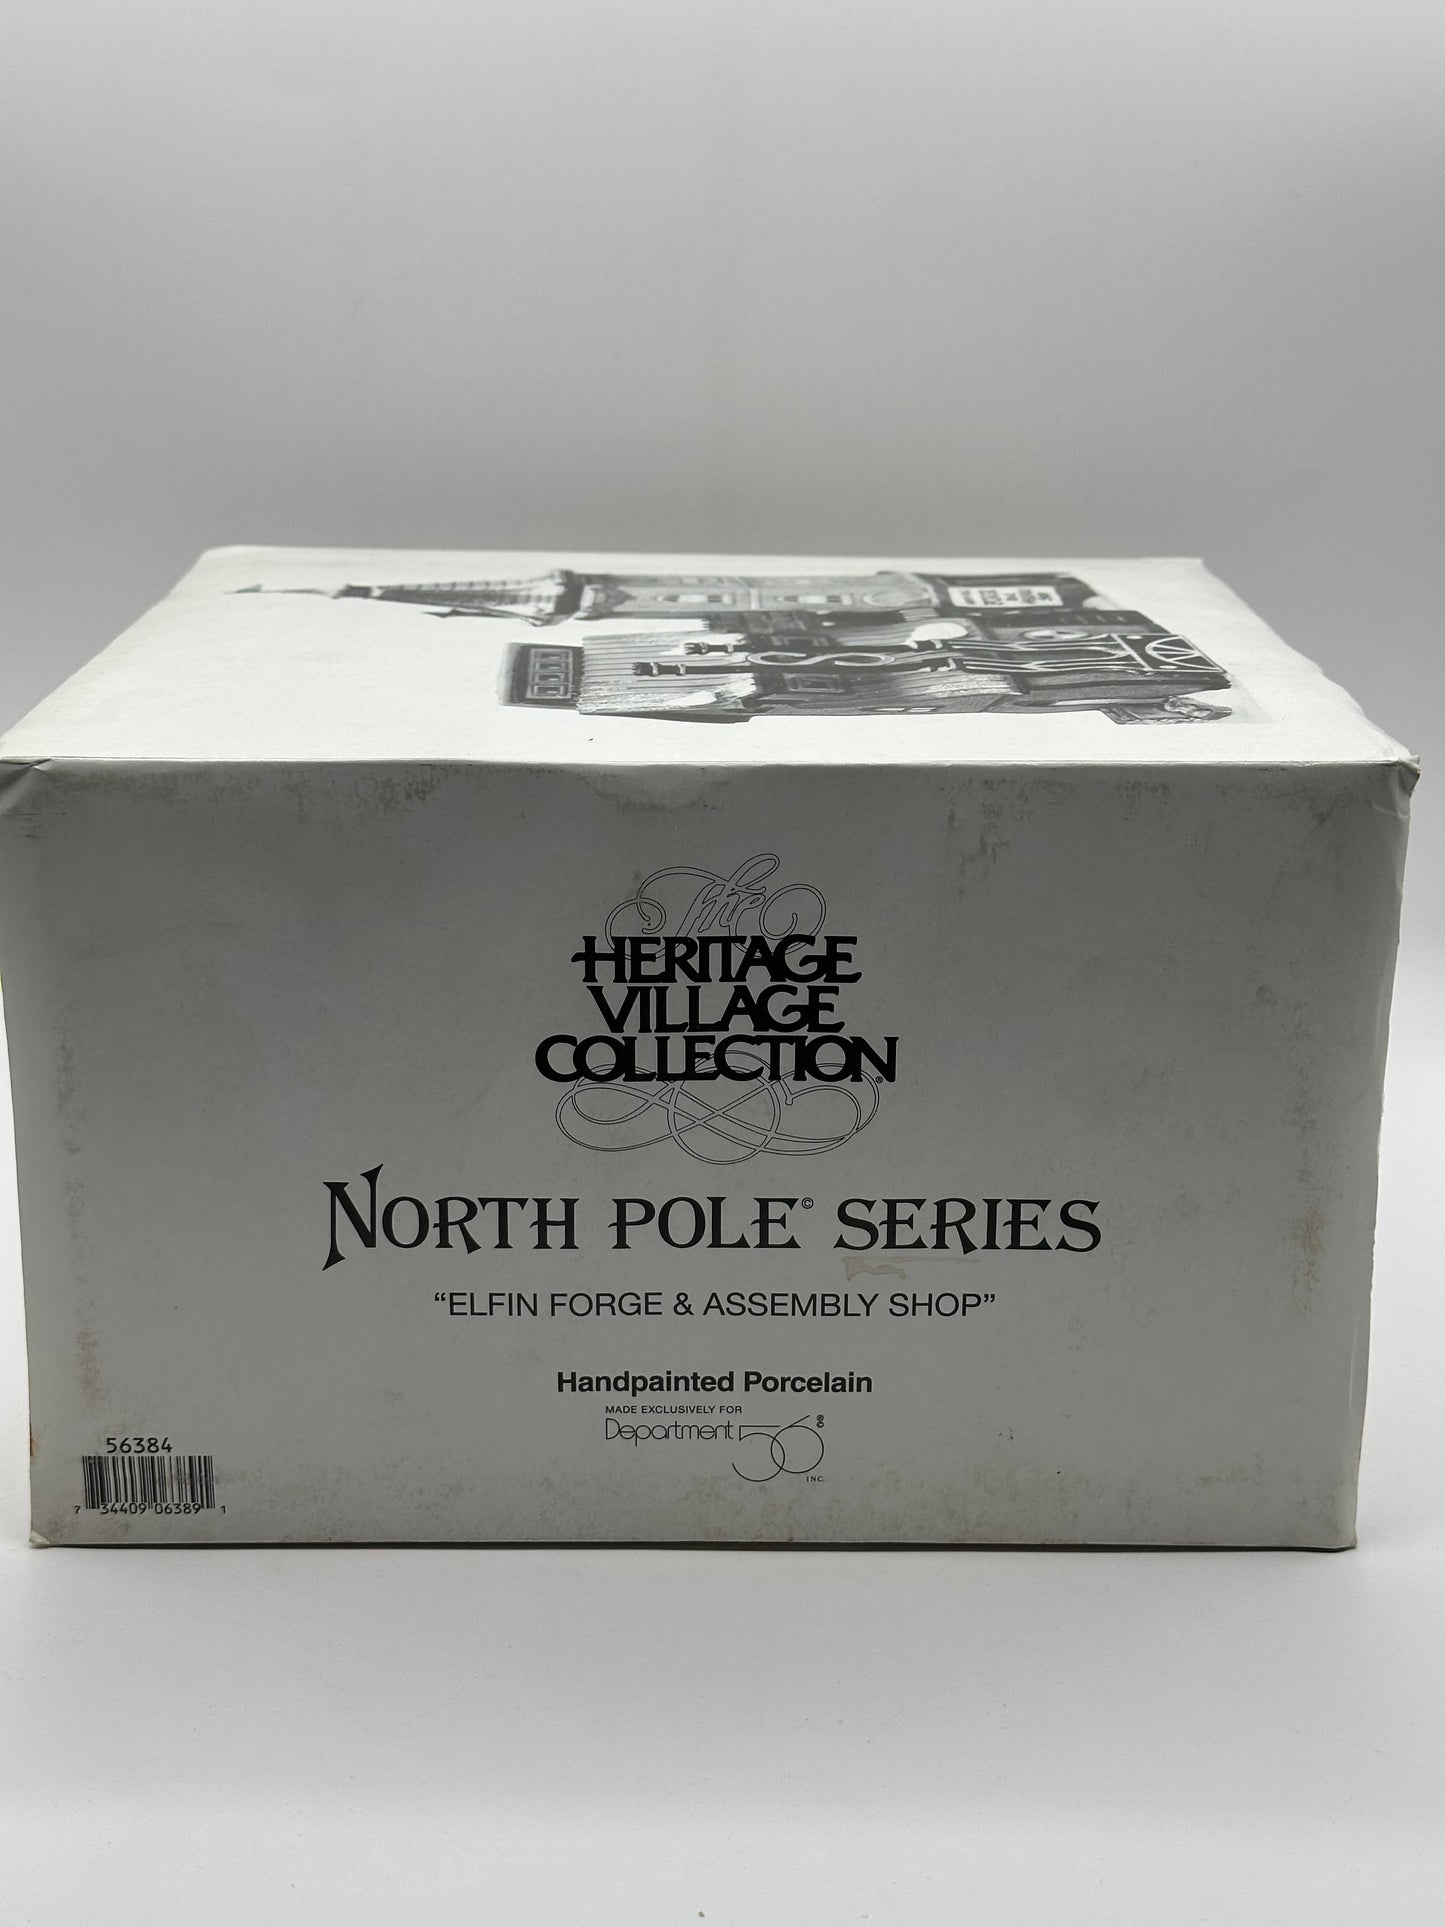 The
HERITAGE
VILLAGE
COLLECTION®
NORTH POLE© SERIES
“ELFIN FORGE & ASSEMBLY SHOP”
Handpainted Porcelain
MADE EXCLUSIVELY FOR
Department 56®
INC.
56384
7 34409 06389 1